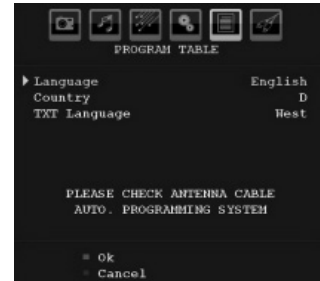 PROGRAM TABLE
Language English
Country D
TXT Language West
PLEASE CHECK ANTENNA CABLE
AUTO. PROGRAMMING SYSTEM
Ok
Cancel